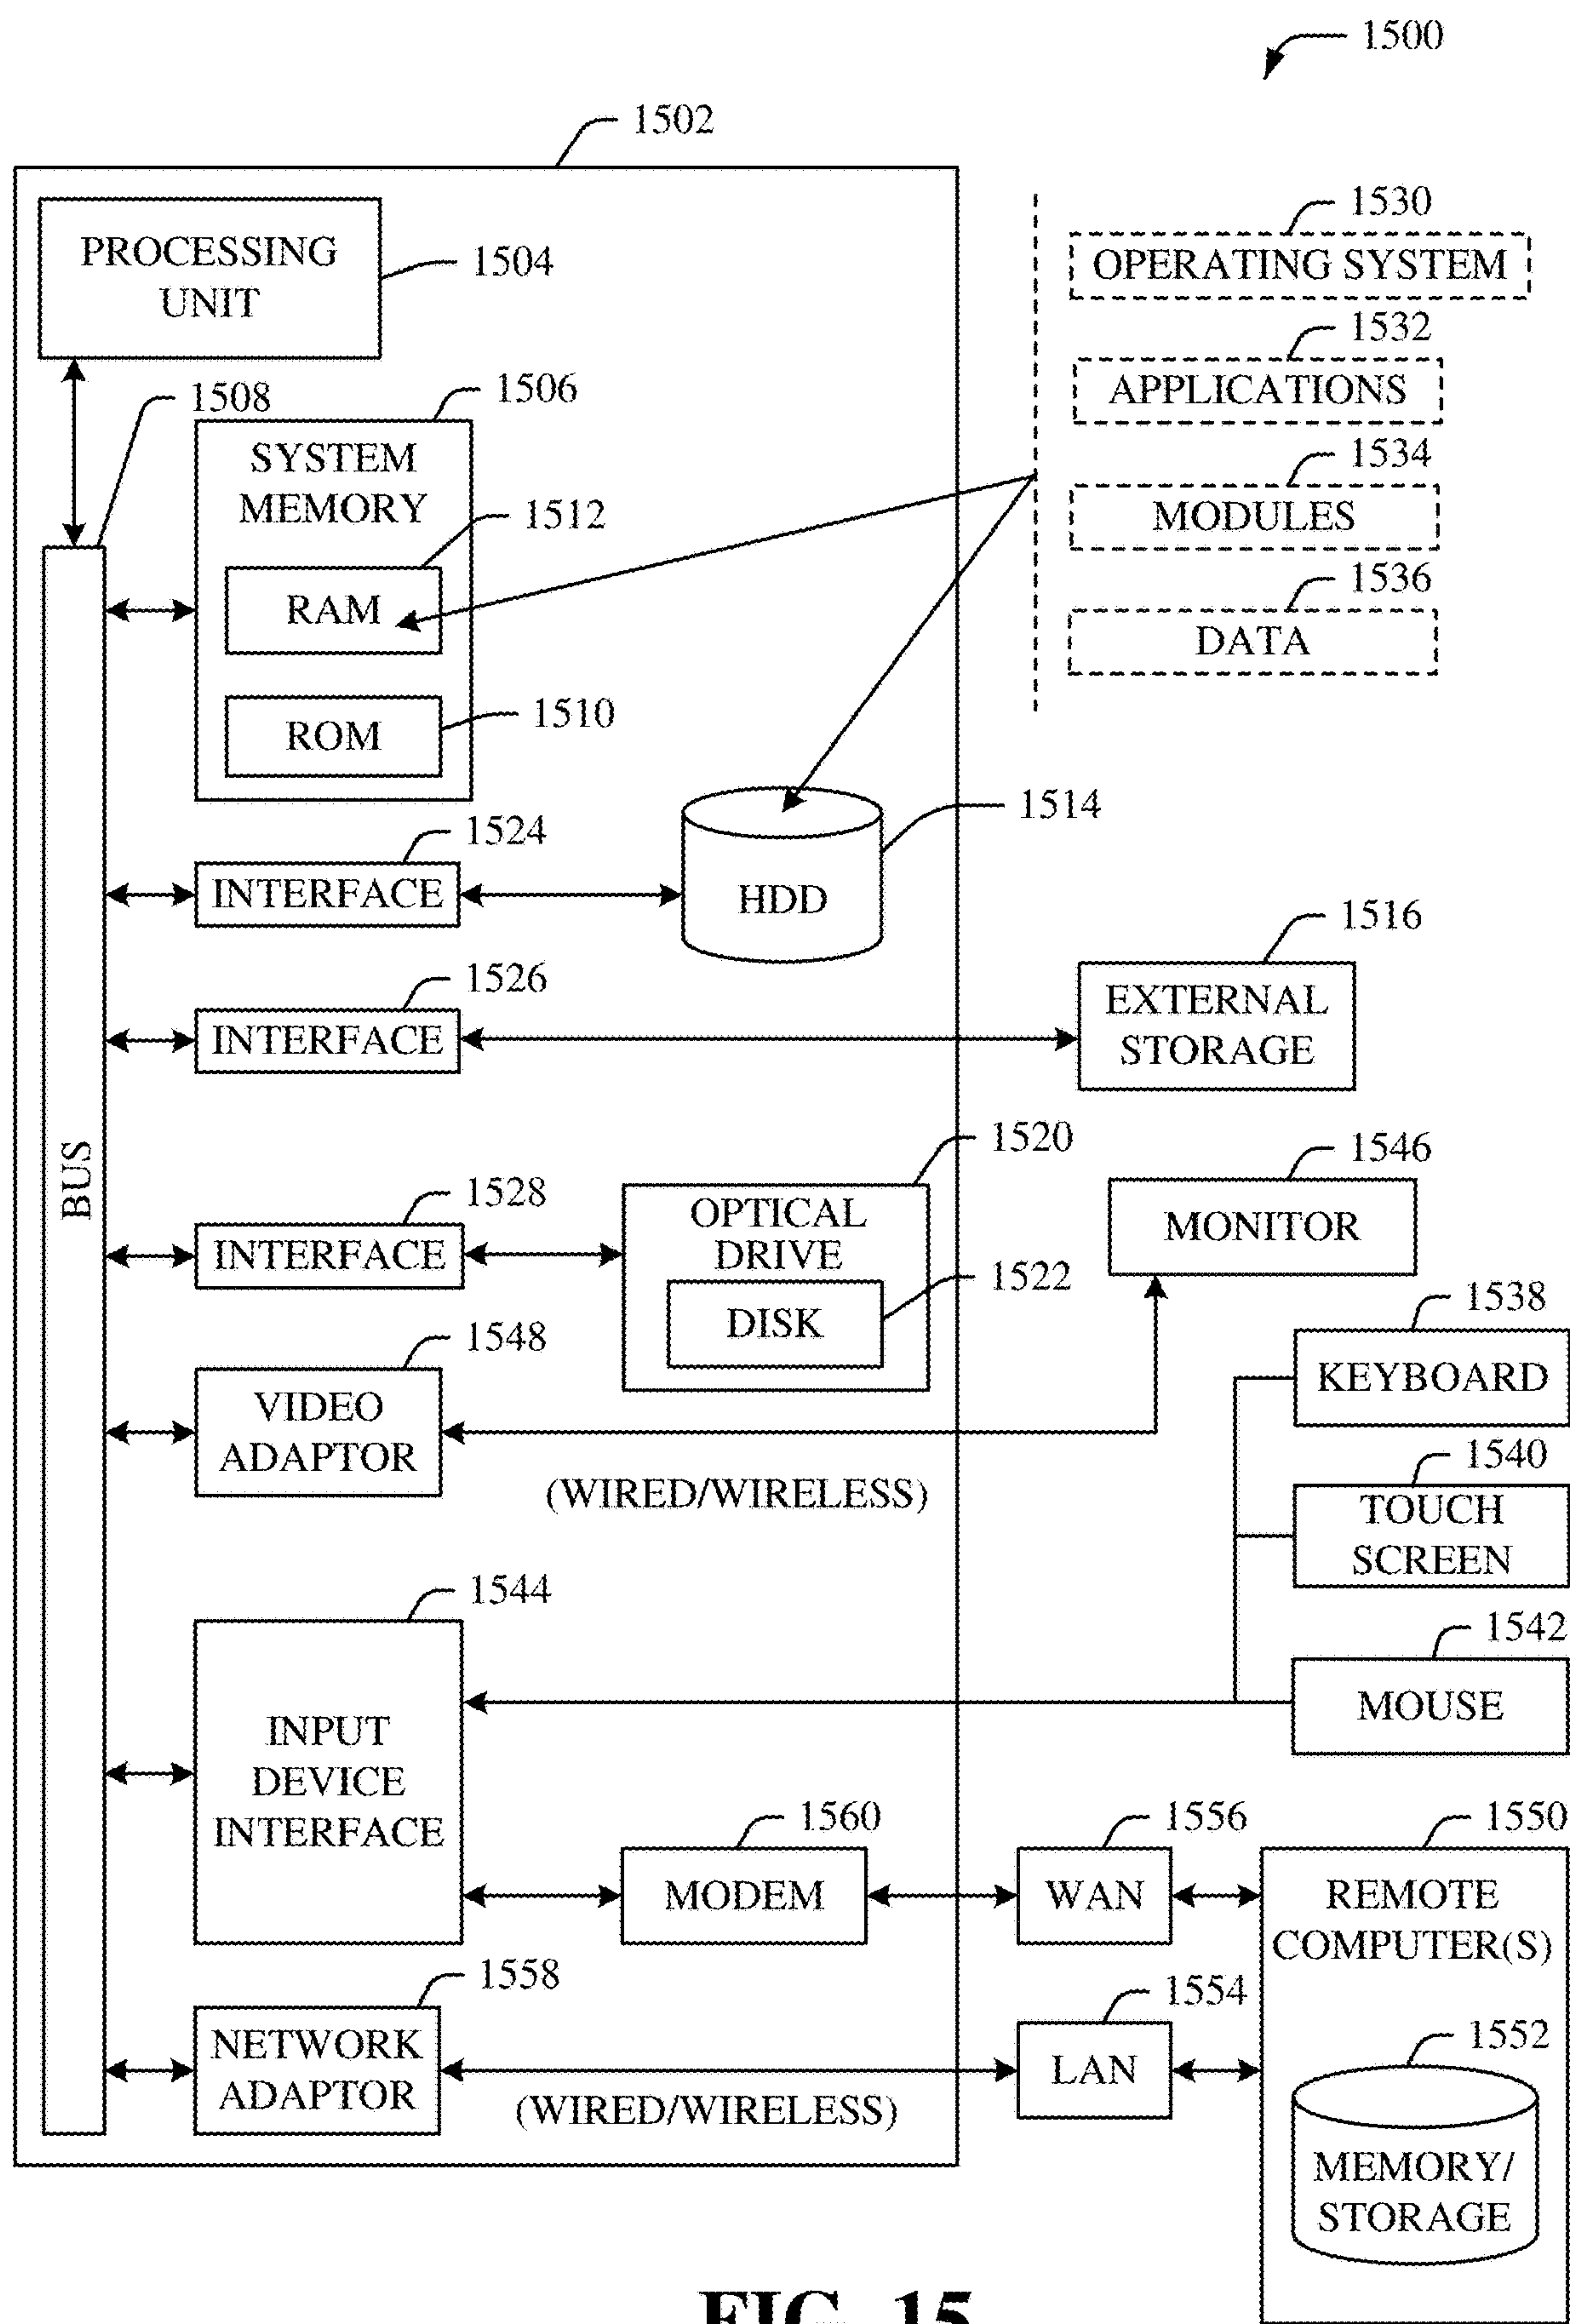 1500
1502
PROCESSING
UNIT
1504
1530
OPERATING SYSTEM
1532
APPLICATIONS
1534
MODULES
1536
DATA
1508
1506
SYSTEM
MEMORY
1512
RAM
1510
ROM
1514
HDD
1524
INTERFACE
1516
EXTERNAL
STORAGE
1526
INTERFACE
BUS
1520
OPTICAL
DRIVE
1522
DISK
1528
INTERFACE
1546
MONITOR
1548
VIDEO
ADAPTOR
(WIRED/WIRELESS)
1538
KEYBOARD
1540
TOUCH
SCREEN
1542
MOUSE
1544
INPUT
DEVICE
INTERFACE
1560
MODEM
1556
WAN
1550
REMOTE
COMPUTER(S)
1558
NETWORK
ADAPTOR
(WIRED/WIRELESS)
1554
LAN
1552
MEMORY/
STORAGE
FIG. 15